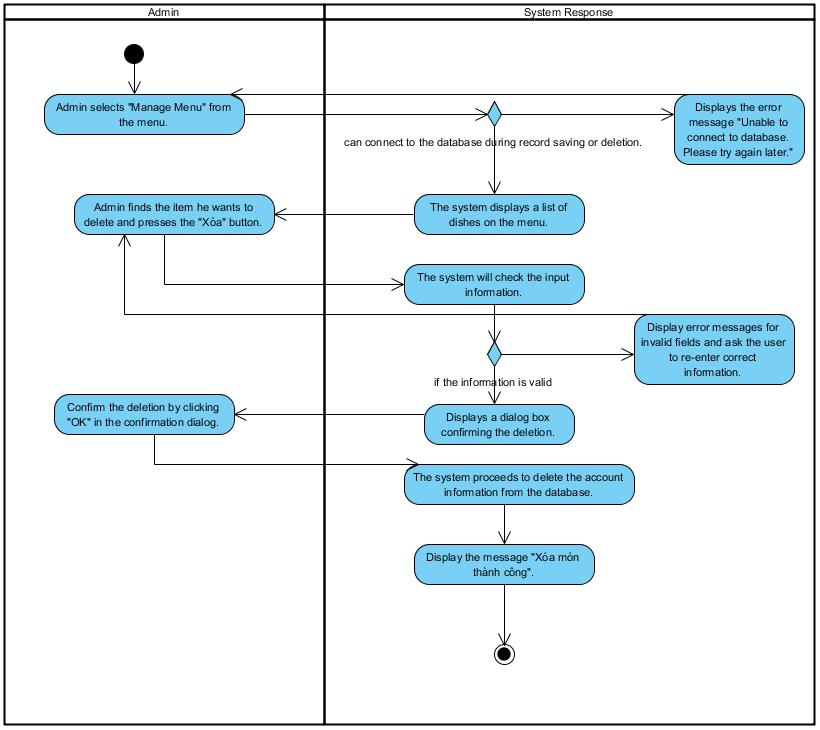 Admin
System Response
Admin selects "Manage Menu" from
the menu.
Displays the error
message "Unable to
connect to database.
Please try again later."
can connect to the database during record saving or deletion.
Admin finds the item he wants to
delete and presses the "Xóa" button.
The system displays a list of
dishes on the menu.
The system will check the input
information.
Display error messages for
invalid fields and ask the user
to re-enter correct
information.
if the information is valid
Confirm the deletion by clicking
"OK" in the confirmation dialog.
Displays a dialog box
confirming the deletion.
The system proceeds to delete the account
information from the database.
Display the message "Xóa món
thành công".